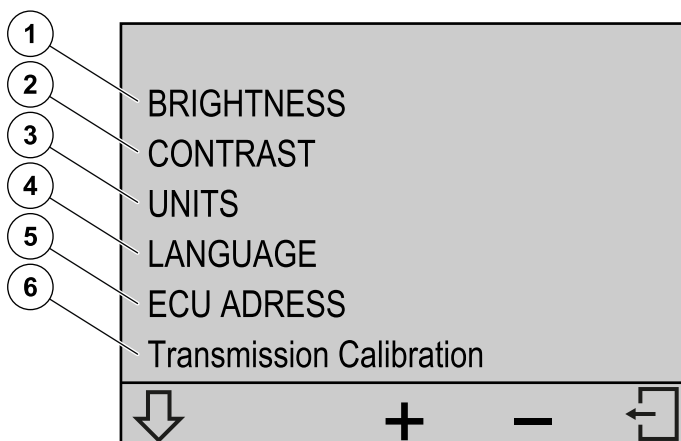 1
2
3
4
5
6
BRIGHTNESS
CONTRAST
UNITS
LANGUAGE
ECU ADRESS
Transmission Calibration
+ −